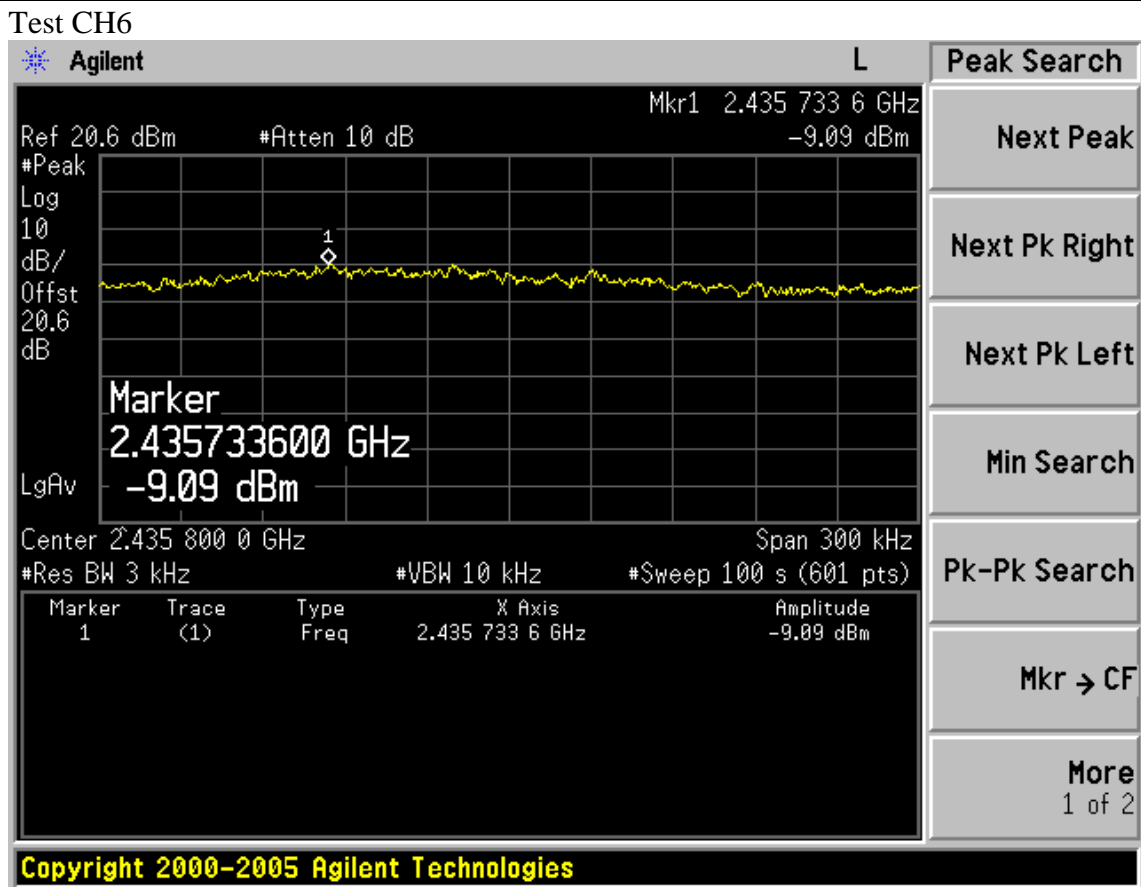 Test CH6
Agilent L Peak Search
Mkr1 2.435 733 6 GHz
Ref 20.6 dBm #Atten 10 dB -9.09 dBm
#Peak
Log
10
dB/
Offst
20.6
dB
1
Marker
2.435733600 GHz
-9.09 dBm
LgAv
Center 2.435 800 0 GHz Span 300 kHz
#Res BW 3 kHz #VBW 10 kHz #Sweep 100 s (601 pts)
Marker Trace Type X Axis Amplitude
1 (1) Freq 2.435 733 6 GHz -9.09 dBm
Next Peak
Next Pk Right
Next Pk Left
Min Search
Pk-Pk Search
Mkr → CF
More
1 of 2
Copyright 2000-2005 Agilent Technologies